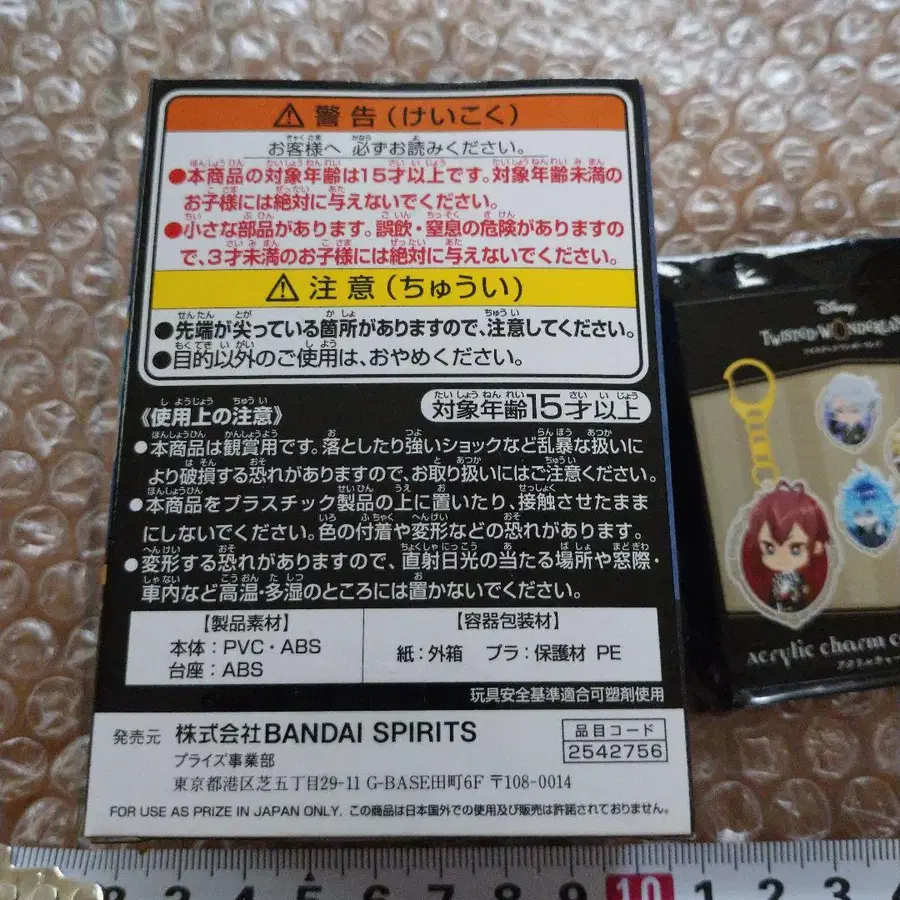 ⚠ 警告(けいこく)
お客様へ 必ずお読みください。
●本商品の対象年齢は15才以上です。対象年齢未満の
お子様には絶対に与えないでください。
●小さな部品があります。誤飲・窒息の危険がありますの
で、3才未満のお子様には絶対に与えないでください。
⚠ 注意(ちゅうい)
●先端が尖っている箇所がありますので、注意してください。
●目的以外のご使用は、おやめください。
《使用上の注意》
対象年齢15才以上
●本商品は観賞用です。落としたり強いショックなど乱暴な扱いに
より破損する恐れがありますので、お取り扱いにはご注意ください。
●本商品をプラスチック製品の上に置いたり、接触させたまま
にしないでください。色の付着や変形などの恐れがあります。
●変形する恐れがありますので、直射日光の当たる場所や窓際・
車内など高温・多湿のところには置かないでください。
【製品素材】
本体:PVC・ABS
台座:ABS
【容器包装材】
紙:外箱 プラ:保護材 PE
玩具安全基準適合可塑剤使用
発売元 株式会社BANDAI SPIRITS
プライズ事業部
東京都港区芝五丁目29-11 G-BASE田町6F 〒108-0014
品目コード
2542756
FOR USE AS PRIZE IN JAPAN ONLY. この商品は日本国外での使用及び販売は許諾されておりません。
Disney
TWISTED WONDERLAND
acrylic charm
3 4 5 6 7 8 9 10 1 2 3 4